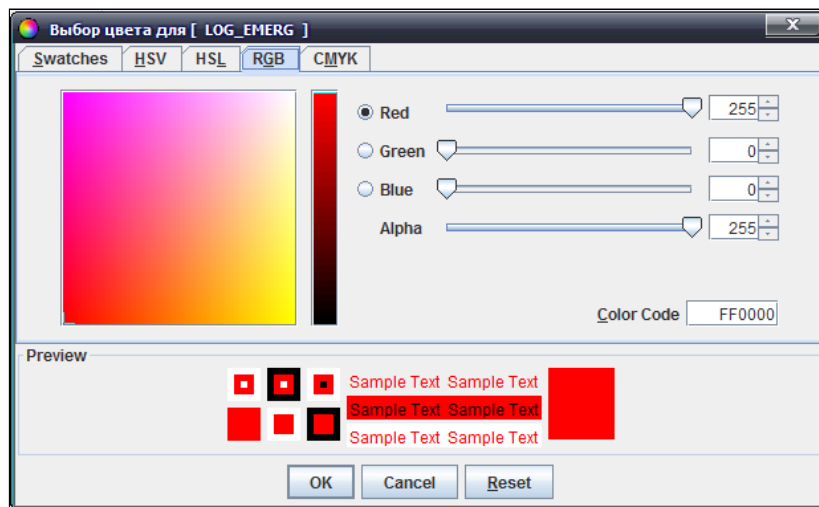 Выбор цвета для [ LOG_EMERG ] X
Swatches HSV HSL RGB CMYK
Red 255
Green 0
Blue 0
Alpha 255
Color Code FF0000
Preview
Sample Text Sample Text
Sample Text Sample Text
Sample Text Sample Text
OK Cancel Reset